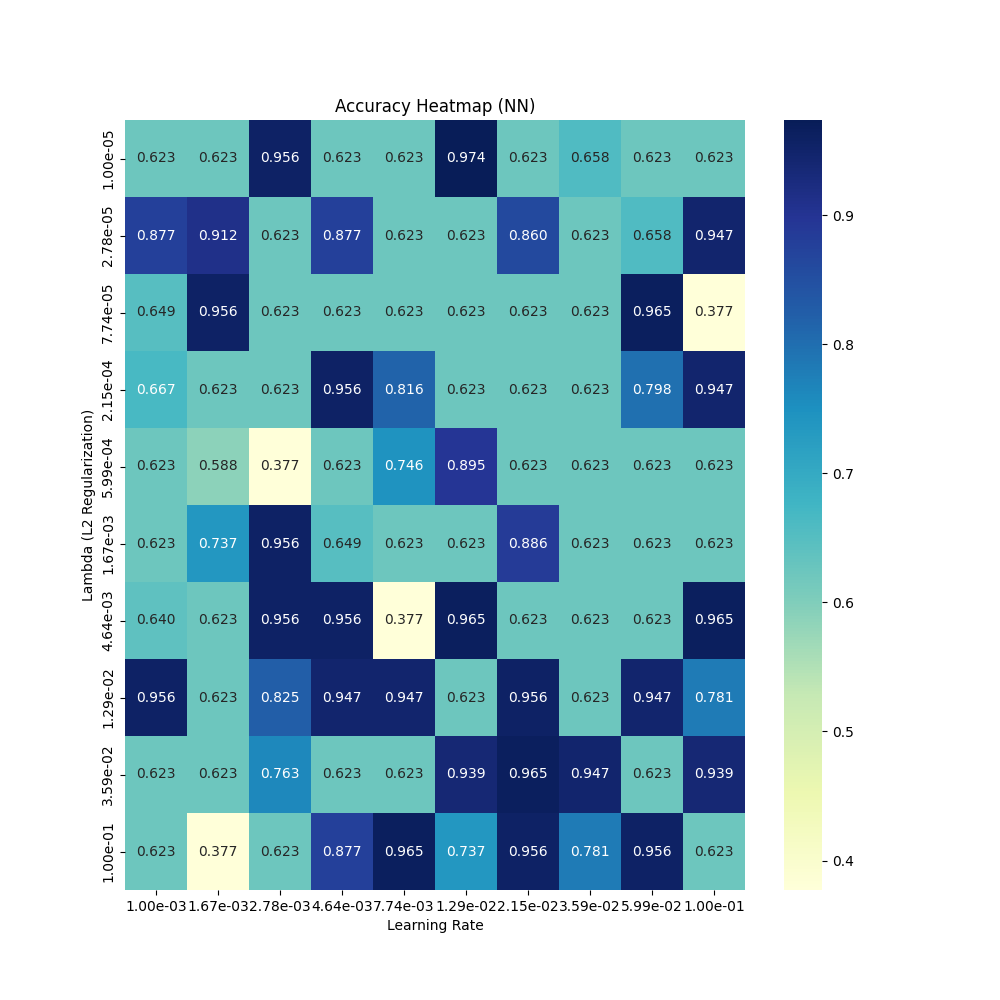 Accuracy Heatmap (NN)
Lambda (L2 Regularization)
1.00e-05 0.623 0.623 0.956 0.623 0.623 0.974 0.623 0.658 0.623 0.623
2.78e-05 0.877 0.912 0.623 0.877 0.623 0.623 0.860 0.623 0.658 0.947
7.74e-05 0.649 0.956 0.623 0.623 0.623 0.623 0.623 0.623 0.965 0.377
2.15e-04 0.667 0.623 0.623 0.956 0.816 0.623 0.623 0.623 0.798 0.947
5.99e-04 0.623 0.588 0.377 0.623 0.746 0.895 0.623 0.623 0.623 0.623
1.67e-03 0.623 0.737 0.956 0.649 0.623 0.623 0.886 0.623 0.623 0.623
4.64e-03 0.640 0.623 0.956 0.956 0.377 0.965 0.623 0.623 0.623 0.965
1.29e-02 0.956 0.623 0.825 0.947 0.947 0.623 0.956 0.623 0.947 0.781
3.59e-02 0.623 0.623 0.763 0.623 0.623 0.939 0.965 0.947 0.623 0.939
1.00e-01 0.623 0.377 0.623 0.877 0.965 0.737 0.956 0.781 0.956 0.623
1.00e-03 1.67e-03 2.78e-03 4.64e-03 7.74e-03 1.29e-02 2.15e-02 3.59e-02 5.99e-02 1.00e-01
Learning Rate
0.9
0.8
0.7
0.6
0.5
0.4